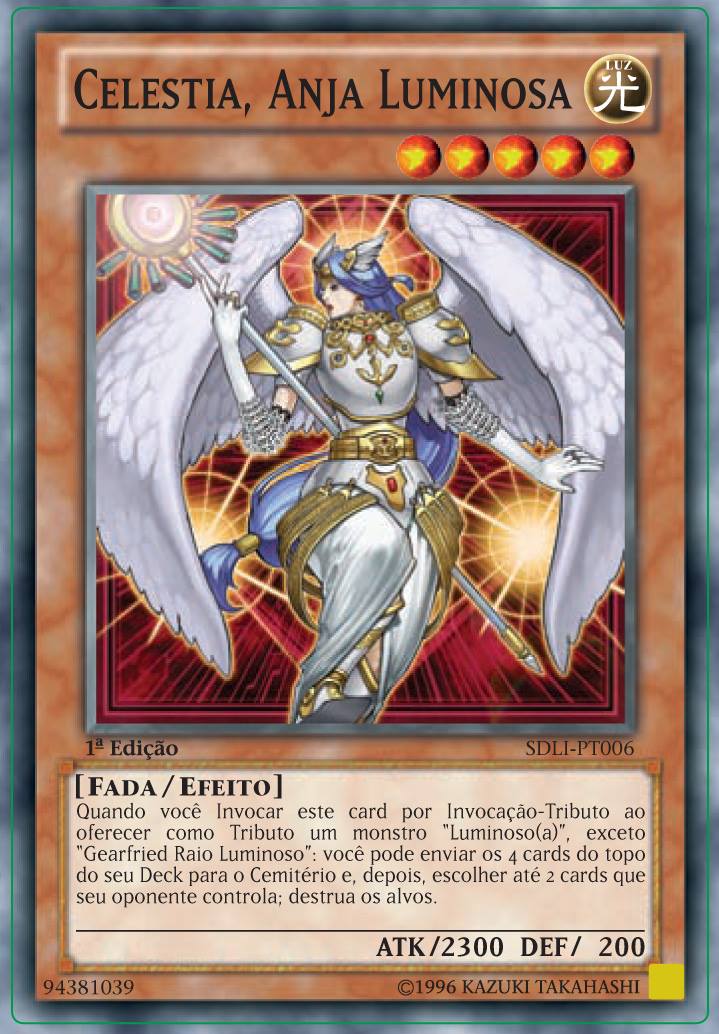 CELESTIA, ANJA LUMINOSA
LUZ
光
1ª Edição
SDLI-PT006
[FADA/EFEITO]
Quando você Invocar este card por Invocação-Tributo ao
oferecer como Tributo um monstro "Luminoso(a)", exceto
"Gearfried Raio Luminoso": você pode enviar os 4 cards do topo
do seu Deck para o Cemitério e, depois, escolher até 2 cards que
seu oponente controla; destrua os alvos.
ATK/2300 DEF/ 200
94381039
©1996 KAZUKI TAKAHASHI